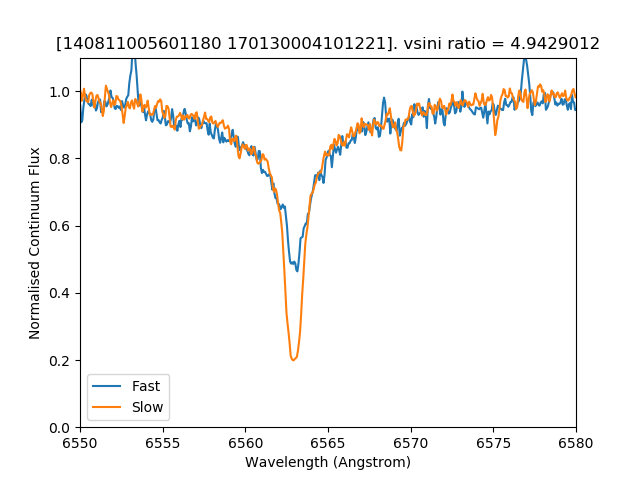 [140811005601180 170130004101221]. vsini ratio = 4.9429012
Normalised Continuum Flux
1.0
0.8
0.6
0.4
0.2
0.0
Fast
Slow
6550 6555 6560 6565 6570 6575 6580
Wavelength (Angstrom)